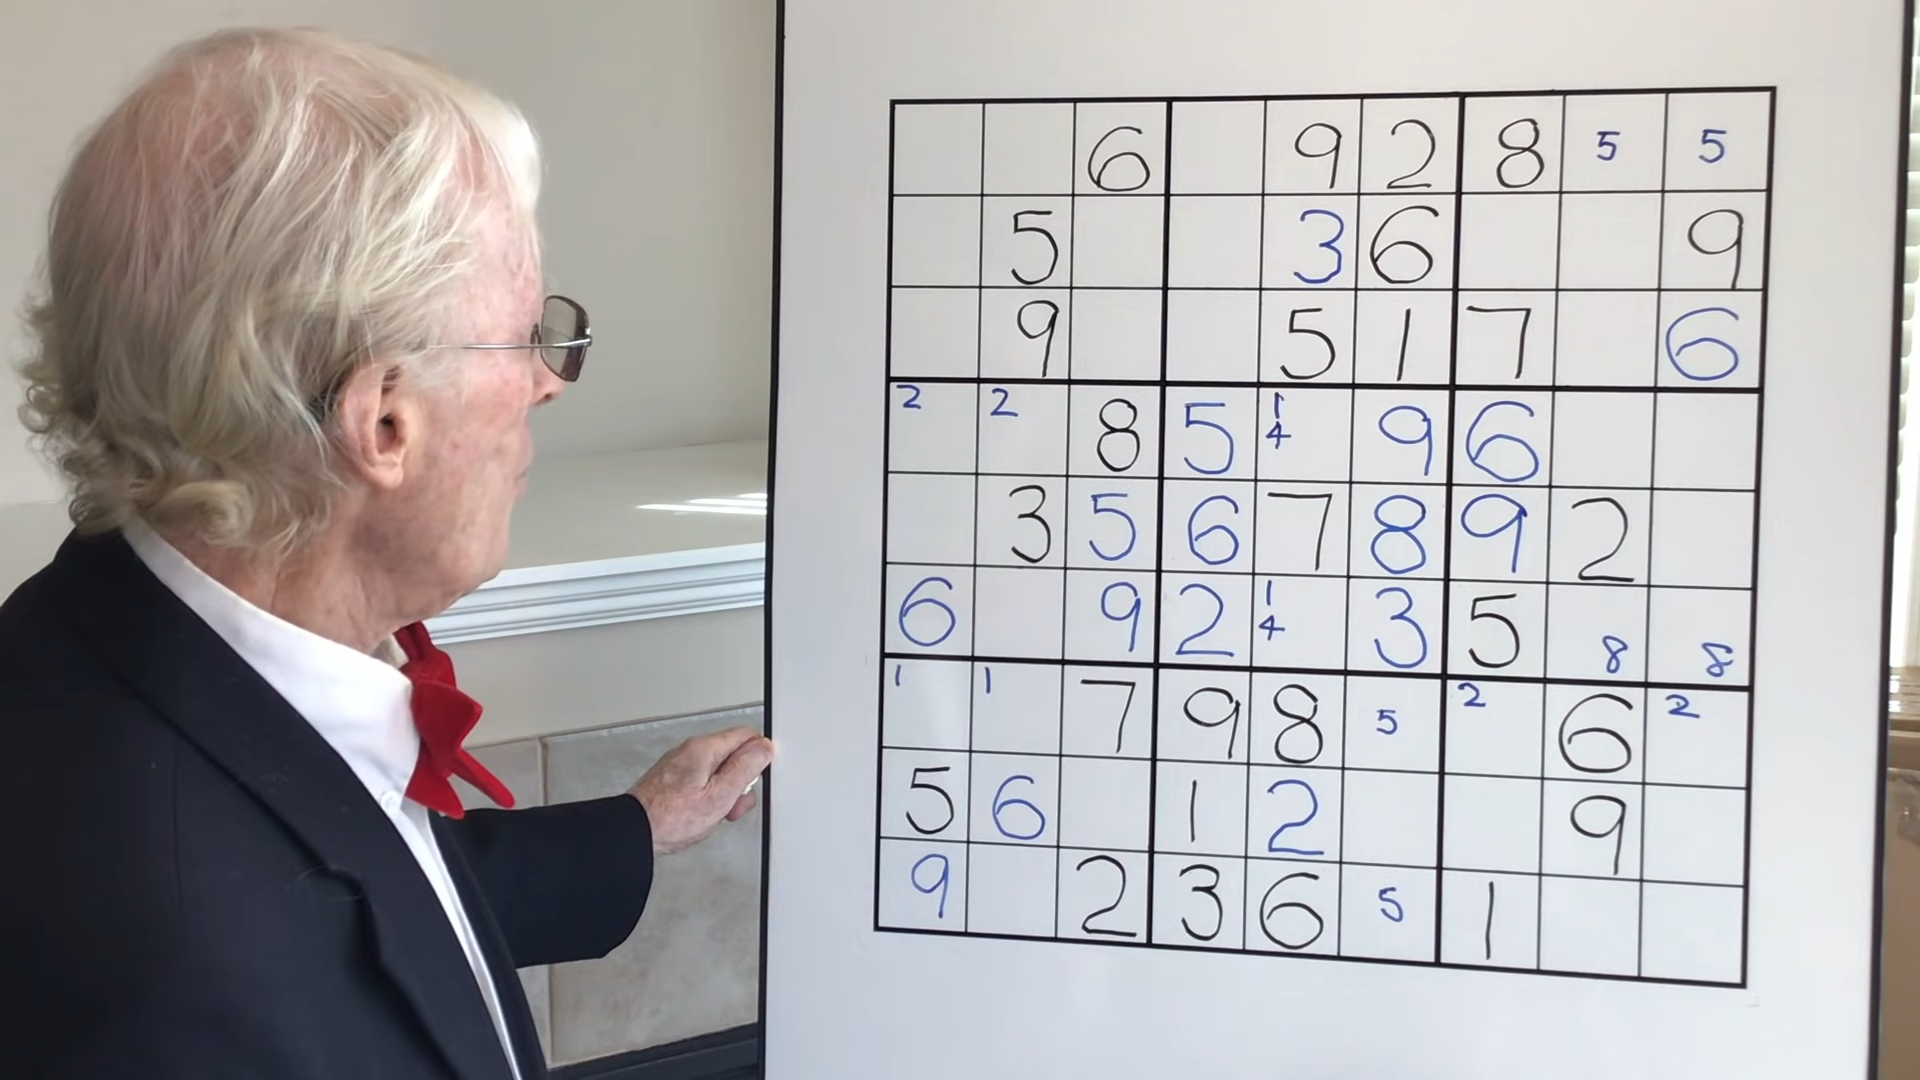 6 9 2 8 5 5
5 3 6 9
9 5 1 7 6
2 2 8 5 1 4 9 6
3 5 6 7 8 9 2
6 9 2 1 4 3 5 8 8
1 1 7 9 8 5 2 6 2
5 6 1 2 9
9 2 3 6 5 1